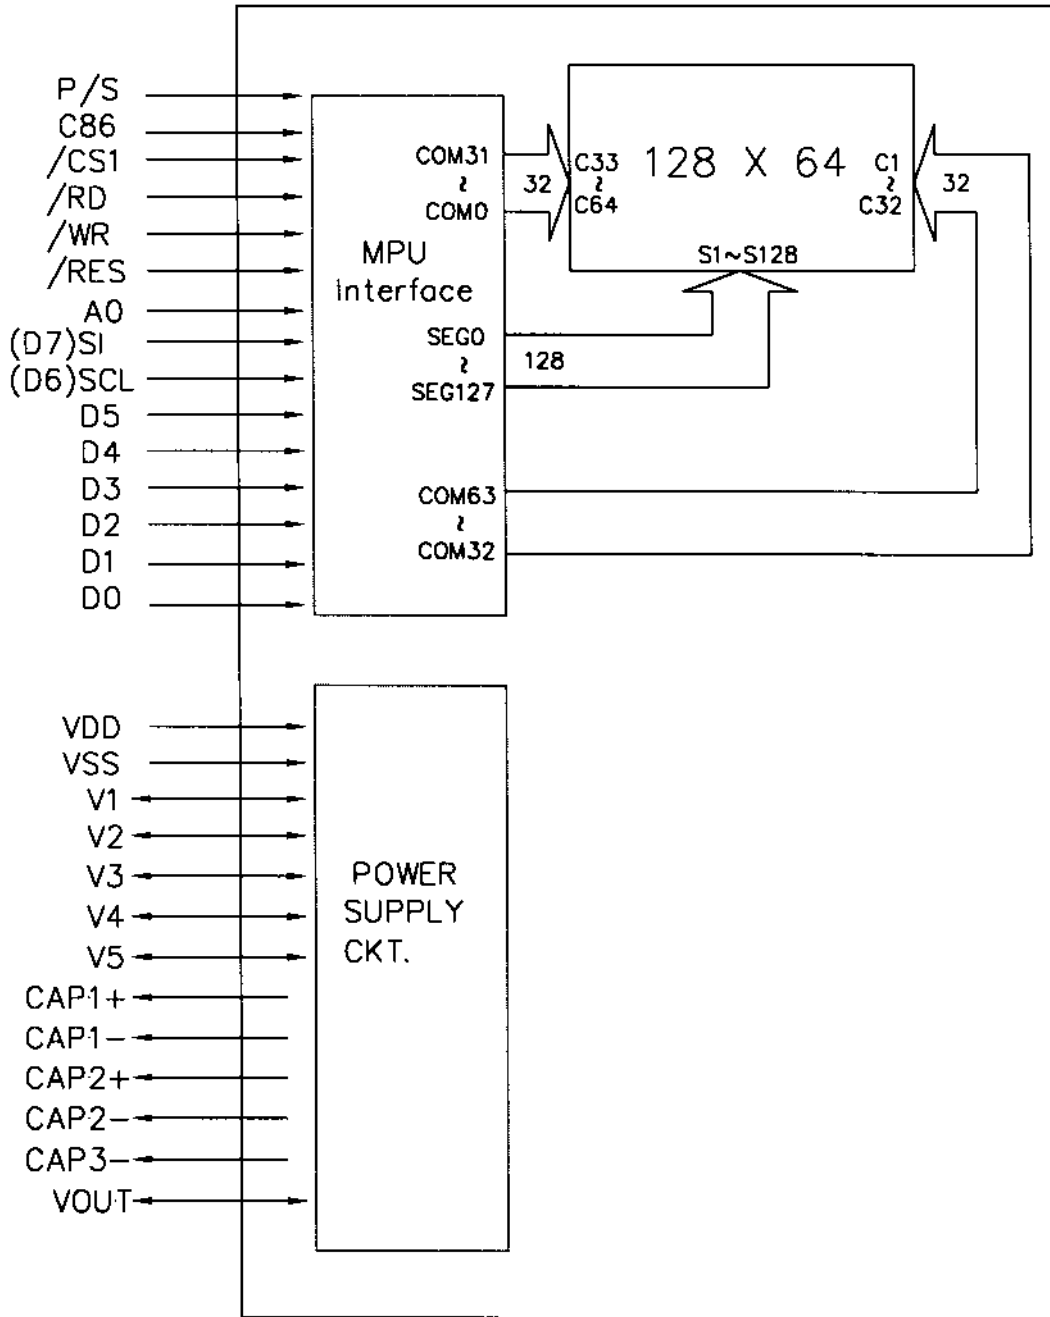 P/S
C86
/CS1
/RD
/WR
/RES
A0
(D7)SI
(D6)SCL
D5
D4
D3
D2
D1
D0
COM31
~
COM0
MPU
Interface
SEG0
~
SEG127
COM63
~
COM32
32
C33
~
C64
128 X 64
C1
~
C32
S1~S128
32
128
VDD
VSS
V1
V2
V3
V4
V5
CAP1+
CAP1-
CAP2+
CAP2-
CAP3-
VOUT
POWER
SUPPLY
CKT.